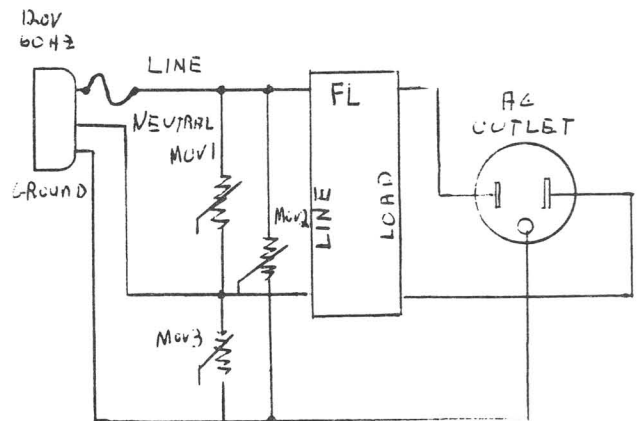 120V
60HZ
LINE
NEUTRAL
MOV1
GROUND
MOV2
MOV3
FL
LINE
LOAD
AC
OUTLET